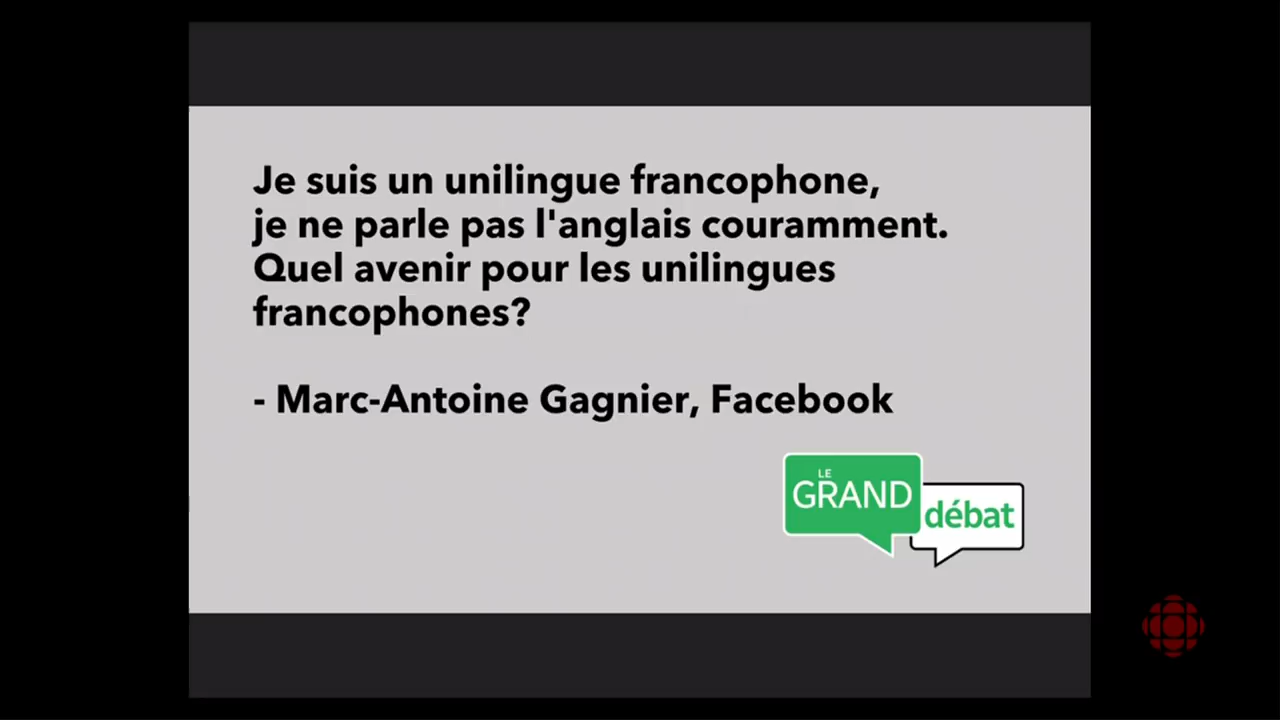 Je suis un unilingue francophone,
je ne parle pas l'anglais couramment.
Quel avenir pour les unilingues
francophones?
- Marc-Antoine Gagnier, Facebook
LE
GRAND
débat